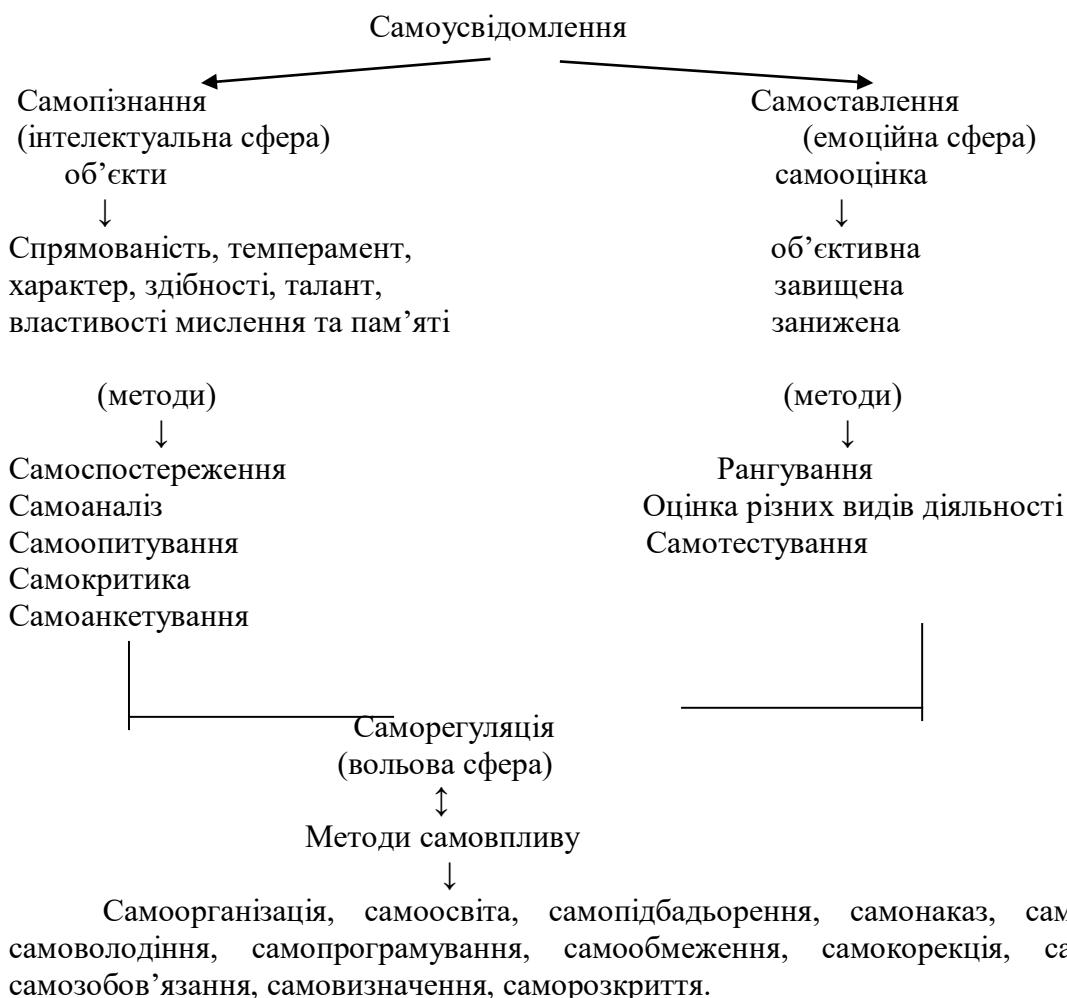 Самоусвідомлення
Самопізнання Самоставлення
(інтелектуальна сфера) (емоційна сфера)
об’єкти самооцінка
↓ ↓
Спрямованість, темперамент, об’єктивна
характер, здібності, талант, завищена
властивості мислення та пам’яті занижена
(методи) (методи)
↓ ↓
Самоспостереження Рангування
Самоаналіз Оцінка різних видів діяльності
Самоопитування Самотестування
Самокритика
Самоанкетування
Саморегуляція
(вольова сфера)
↕
Методи самовпливу
↓
Самоорганізація, самоосвіта, самопідбадьорення, самонаказ,
самоволодіння, самопрограмування, самообмеження, самокорекція,
самозобов’язання, самовизначення, саморозкриття.